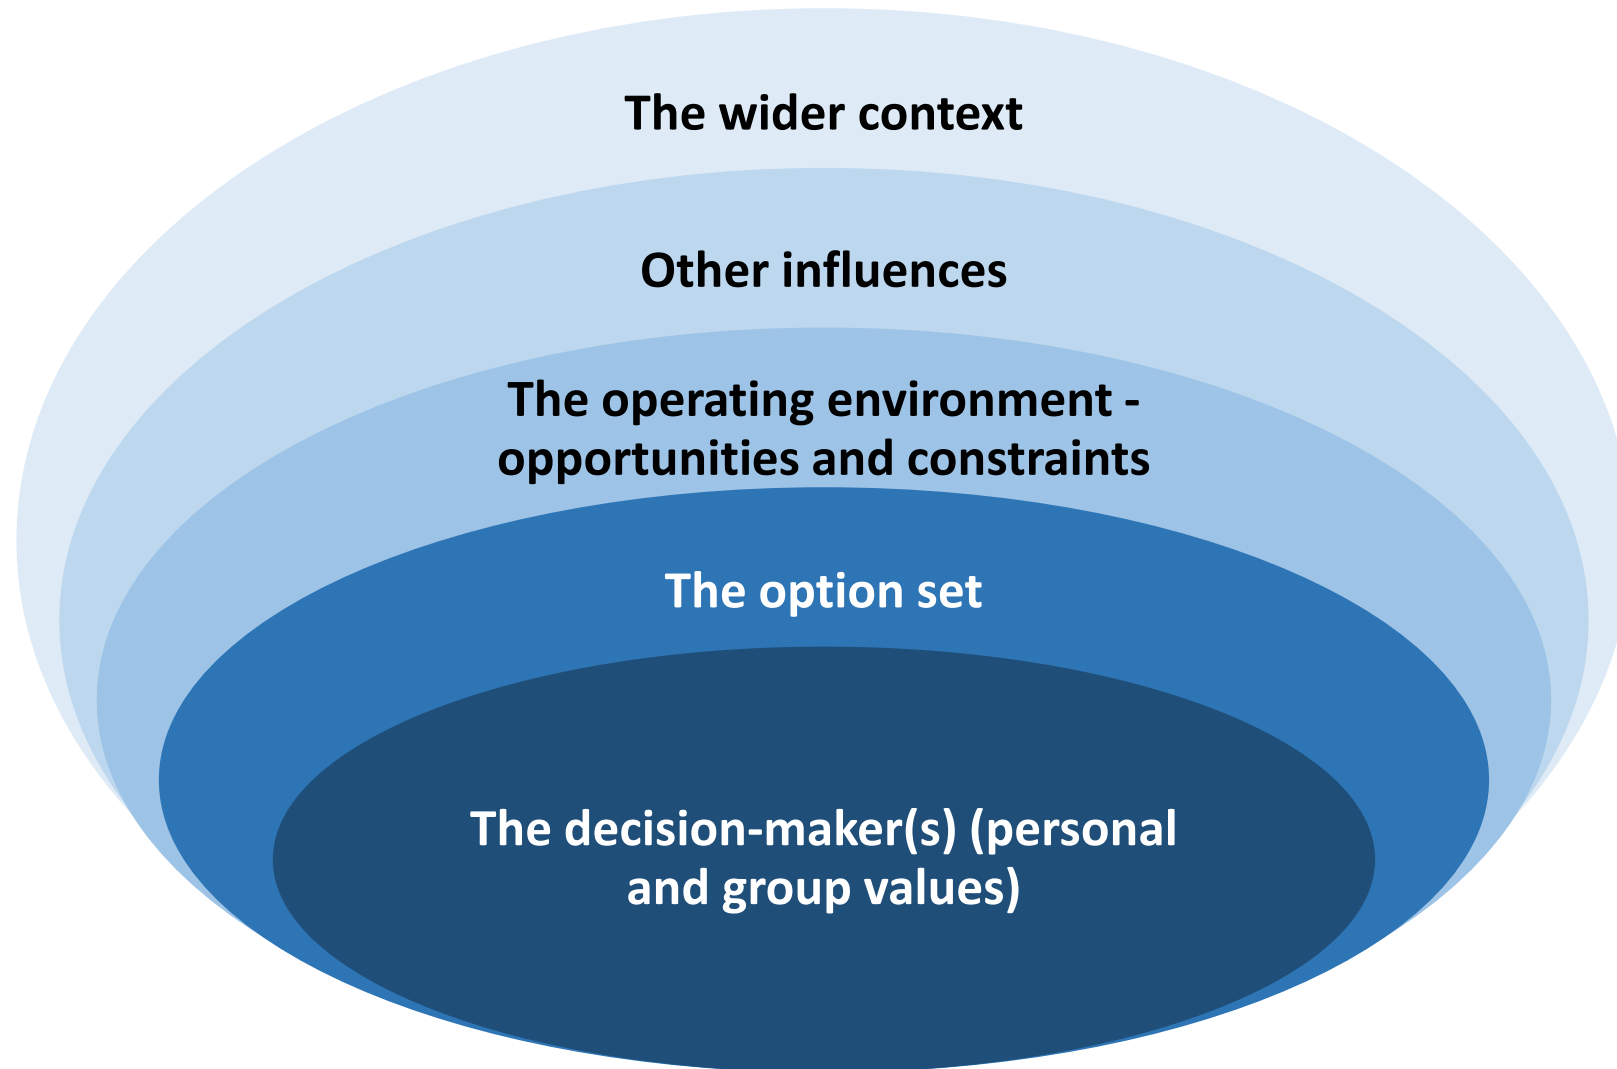 The wider context
Other influences
The operating environment -
opportunities and constraints
The option set
The decision-maker(s) (personal
and group values)